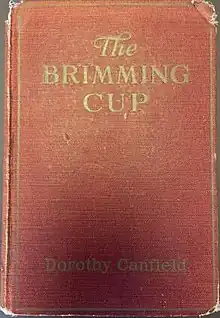 The
BRIMMING
CUP
Dorothy Canfield